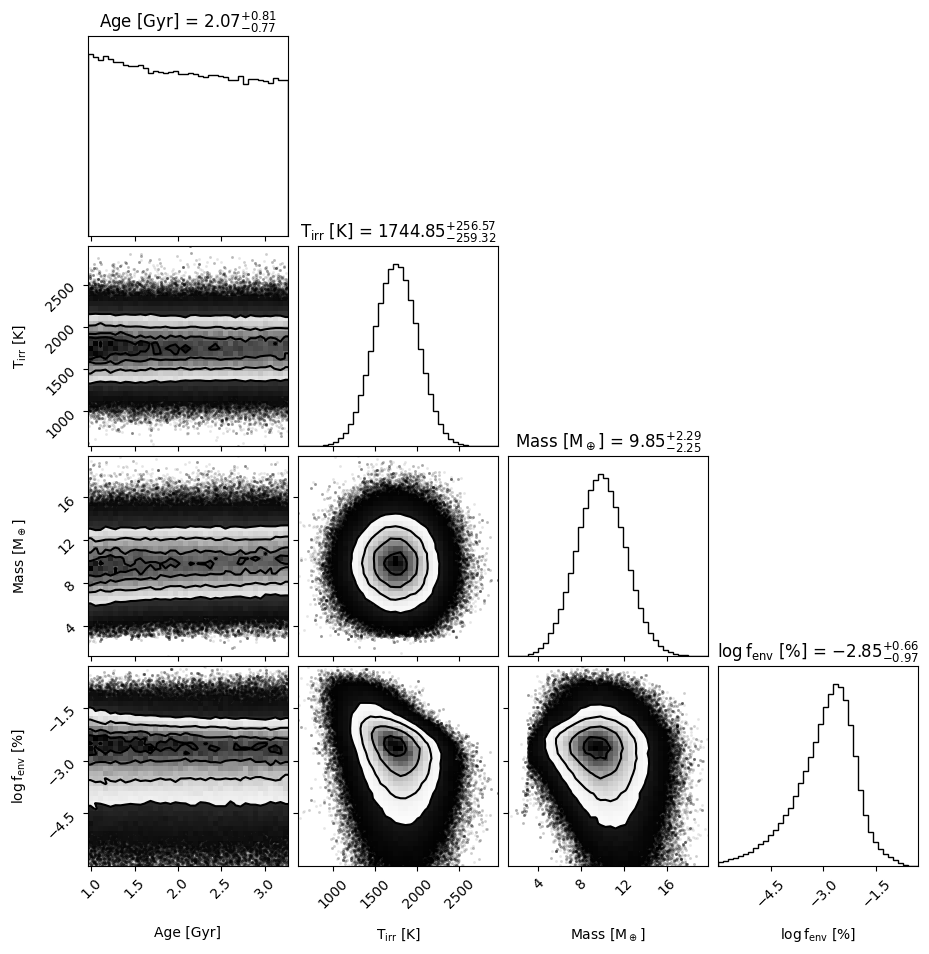 Age [Gyr] = 2.07+0.81−0.77
Tirr [K] = 1744.85+256.57−259.32
2500
2000
1500
1000
Tirr [K]
Mass [M⊕] = 9.85+2.29−2.25
16
12
8
4
Mass [M⊕]
log fenv [%] = −2.85+0.66−0.97
−1.5
−3.0
−4.5
log fenv [%]
1.0 1.5 2.0 2.5 3.0 1000 1500 2000 2500 4 8 12 16 −4.5 −3.0 −1.5
Age [Gyr] Tirr [K] Mass [M⊕] log fenv [%]